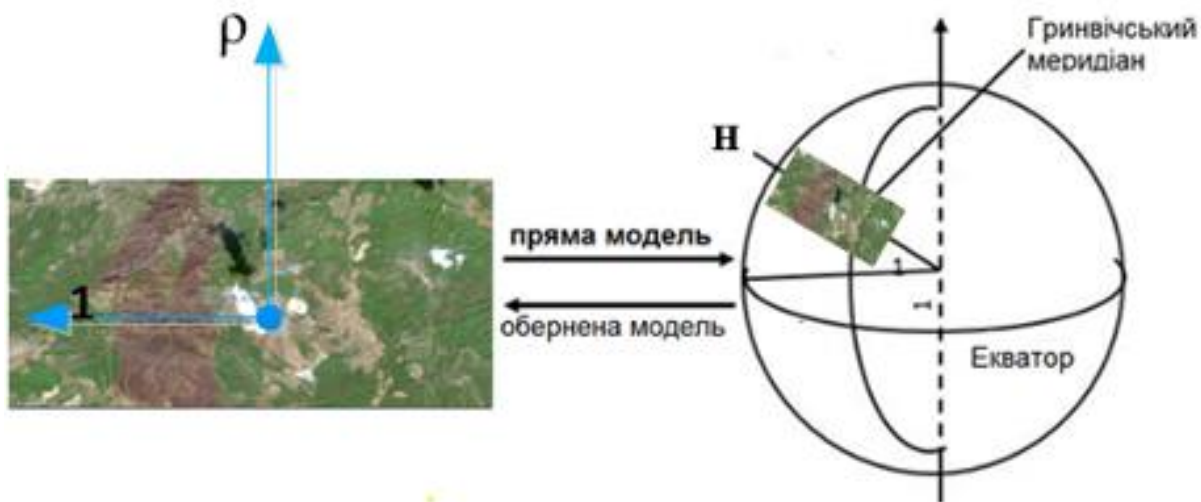 ρ
Гринвічський
меридіан
H
пряма модель
1
1
1
обернена модель
Екватор